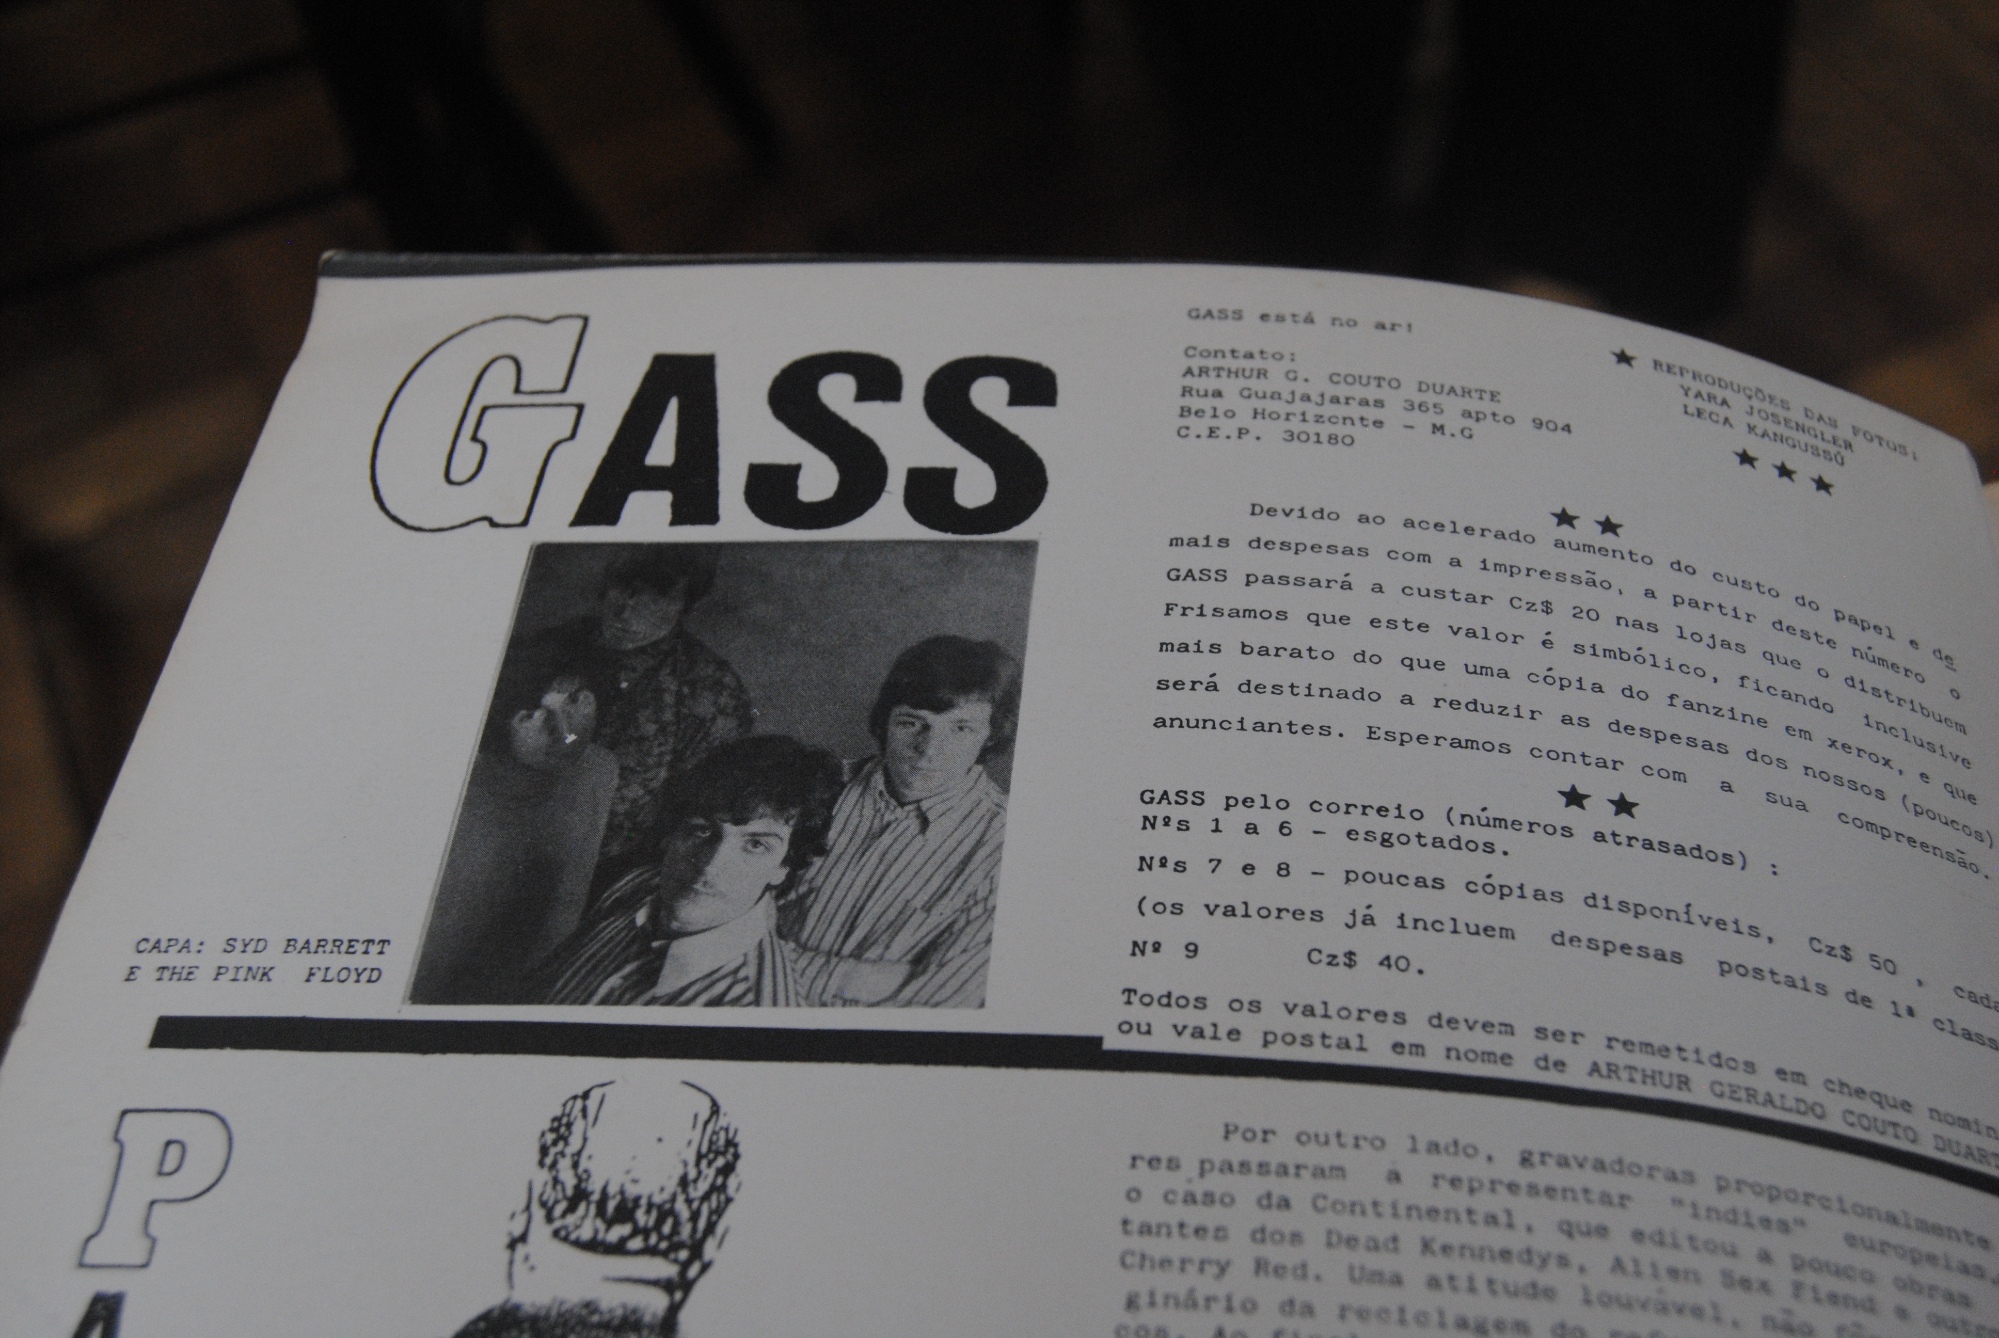 GASS
CAPA: SYD BARRETT
E THE PINK FLOYD
GASS está no ar!
Contato:
ARTHUR G. COUTO DUARTE
Rua Guajajaras 365 apto 904
Belo Horizonte - M.G
C.E.P. 30180
★ REPRODUÇÕES DAS FOTOS:
YARA JOSENGLER
LECA KANGUSSÚ
★ ★ ★
★ ★
Devido ao acelerado aumento do custo do papel e de
mais despesas com a impressão, a partir deste número o
GASS passará a custar Cz$ 20 nas lojas que o distribuem
Frisamos que este valor é simbólico, ficando inclusive
mais barato do que uma cópia do fanzine em xerox, e que
será destinado a reduzir as despesas dos nossos (poucos)
anunciantes. Esperamos contar com a sua compreensão.
★ ★
GASS pelo correio (números atrasados) :
Nºs 1 a 6 - esgotados.
Nºs 7 e 8 - poucas cópias disponíveis, Cz$ 50 , cada
(os valores já incluem despesas postais de 1ª class
Nº 9 Cz$ 40.
Todos os valores devem ser remetidos em cheque nomin
ou vale postal em nome de ARTHUR GERALDO COUTO DUART
P
A
Por outro lado, gravadoras proporcionalmente
res passaram a representar "indies" européias.
o caso da Continental, que editou a pouco obras
tantes dos Dead Kennedys, Alien Sex Fiend e outro
Cherry Red. Uma atitude louvável, não
ginário da reciclagem do
cos. Ao